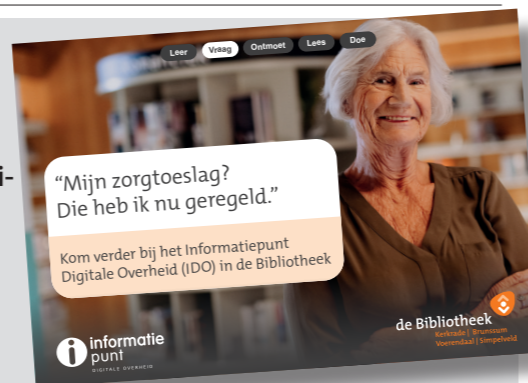 Leer Vraag Ontmoet Lees Doe
i-
“Mijn zorgtoeslag?
Die heb ik nu geregeld.”
Kom verder bij het Informatiepunt
Digitale Overheid (IDO) in de Bibliotheek
informatie
punt
DIGITALE OVERHEID
de Bibliotheek
Kerkrade | Brunssum
Voerendaal | Simpelveld